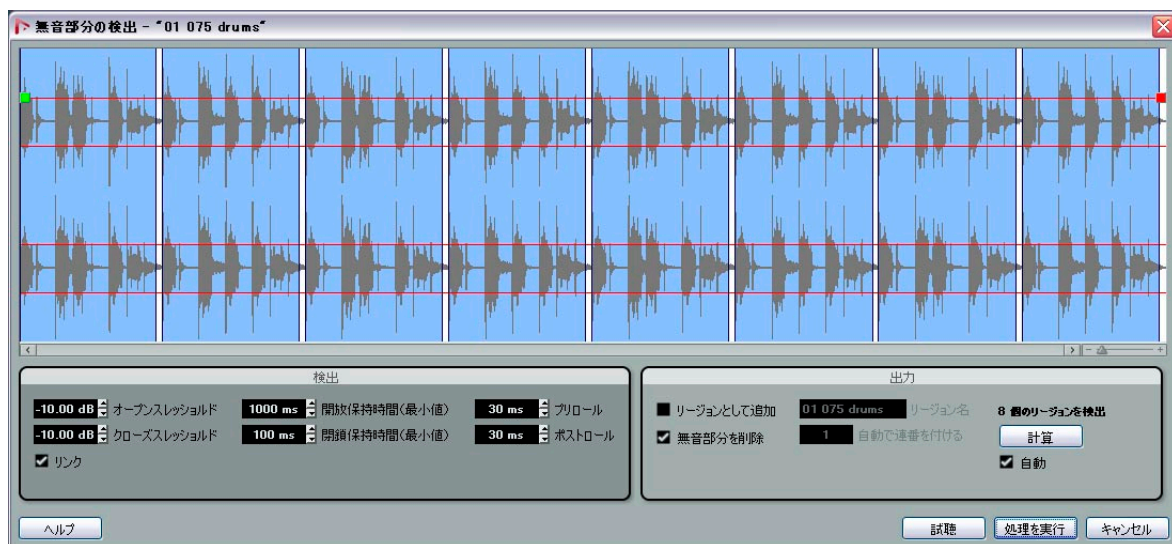 無音部分の検出 - "01 075 drums"
検出
-10.00 dB オープンスレッショルド 1000 ms 開放(保持時間(最小値) 30 ms プリロール
-10.00 dB クローズスレッショルド 100 ms 閉鎖(保持時間(最小値) 30 ms ポストロール
リンク
出力
リージョンとして追加 01 075 drums リージョン名 8 個のリージョンを検出
無音部分を削除 1 自動で連番を付ける 計算
自動
ヘルプ 試聴 処理を実行 キャンセル